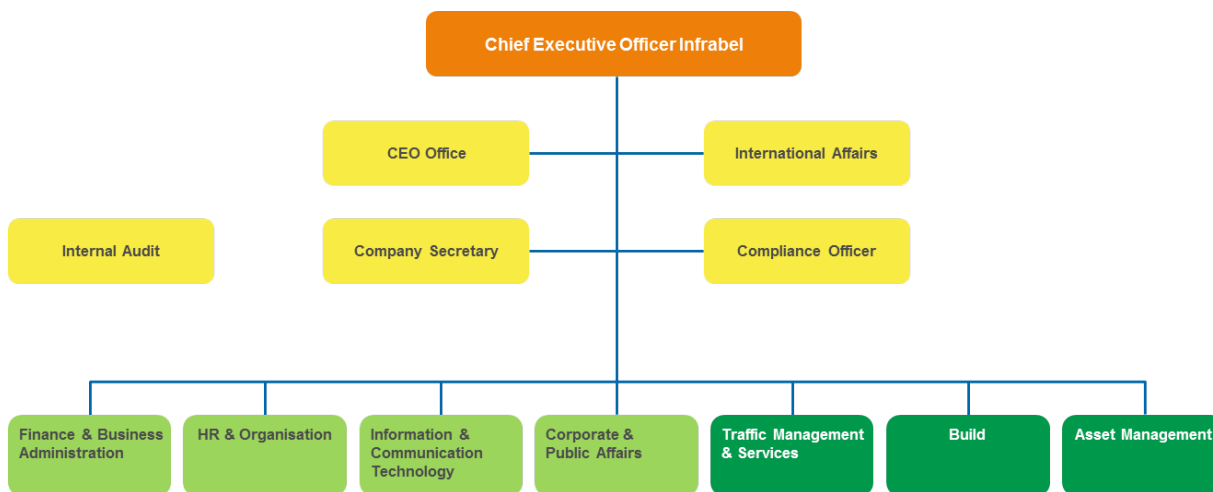 Chief Executive Officer Infrabel
CEO Office
International Affairs
Internal Audit
Company Secretary
Compliance Officer
Finance & Business
Administration
HR & Organisation
Information &
Communication
Technology
Corporate &
Public Affairs
Traffic Management
& Services
Build
Asset Management